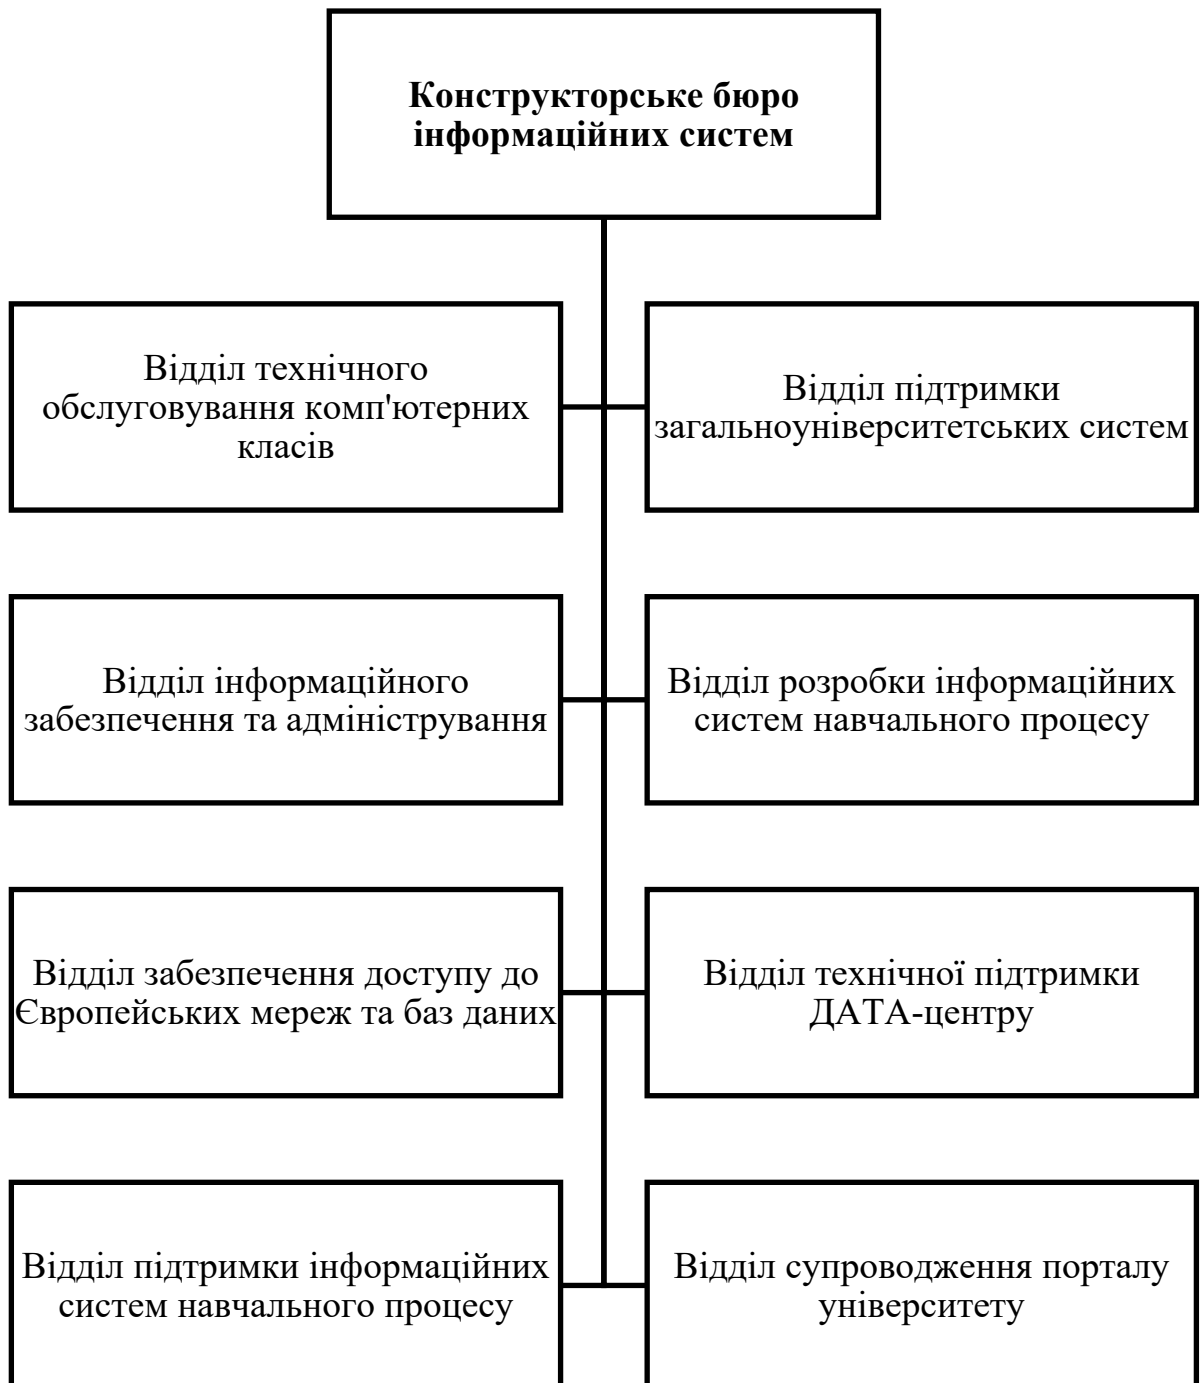 Конструкторське бюро
інформаційних систем
Відділ технічного
обслуговування комп'ютерних
класів
Відділ підтримки
загальноуніверситетських систем
Відділ інформаційного
забезпечення та адміністрування
Відділ розробки інформаційних
систем навчального процесу
Відділ забезпечення доступу до
Європейських мереж та баз даних
Відділ технічної підтримки
ДАТА-центру
Відділ підтримки інформаційних
систем навчального процесу
Відділ супроводження порталу
університету